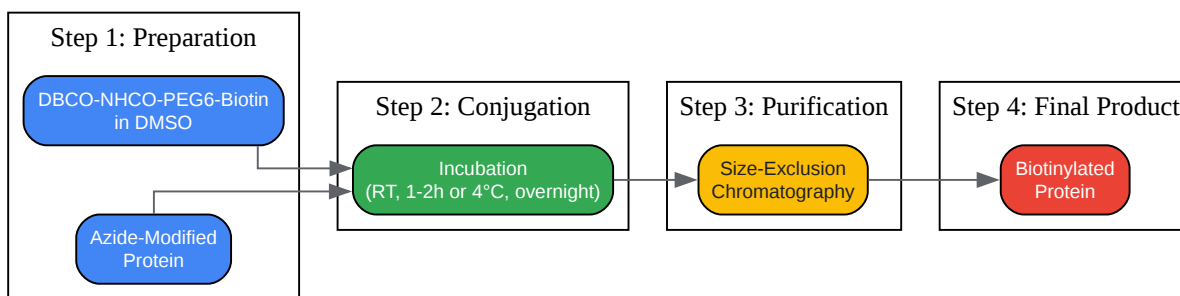 Step 1: Preparation
DBCO-NHCO-PEG6-Biotin
in DMSO
Azide-Modified
Protein
Step 2: Conjugation
Incubation
(RT, 1-2h or 4°C, overnight)
Step 3: Purification
Size-Exclusion
Chromatography
Step 4: Final Product
Biotinylated
Protein